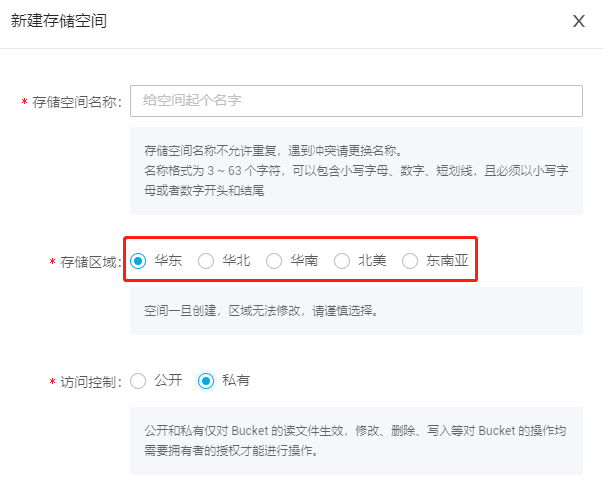 新建存储空间 X
* 存储空间名称： 给空间起个名字
存储空间名称不允许重复，遇到冲突请更换名称。
名称格式为 3 ~ 63 个字符，可以包含小写字母、数字、短划线，且必须以小写字
母或者数字开头和结尾
* 存储区域： 华东 华北 华南 北美 东南亚
空间一旦创建，区域无法修改，请谨慎选择。
* 访问控制： 公开 私有
公开和私有仅对 Bucket 的读文件生效，修改、删除、写入等对 Bucket 的操作均
需要拥有者的授权才能进行操作。